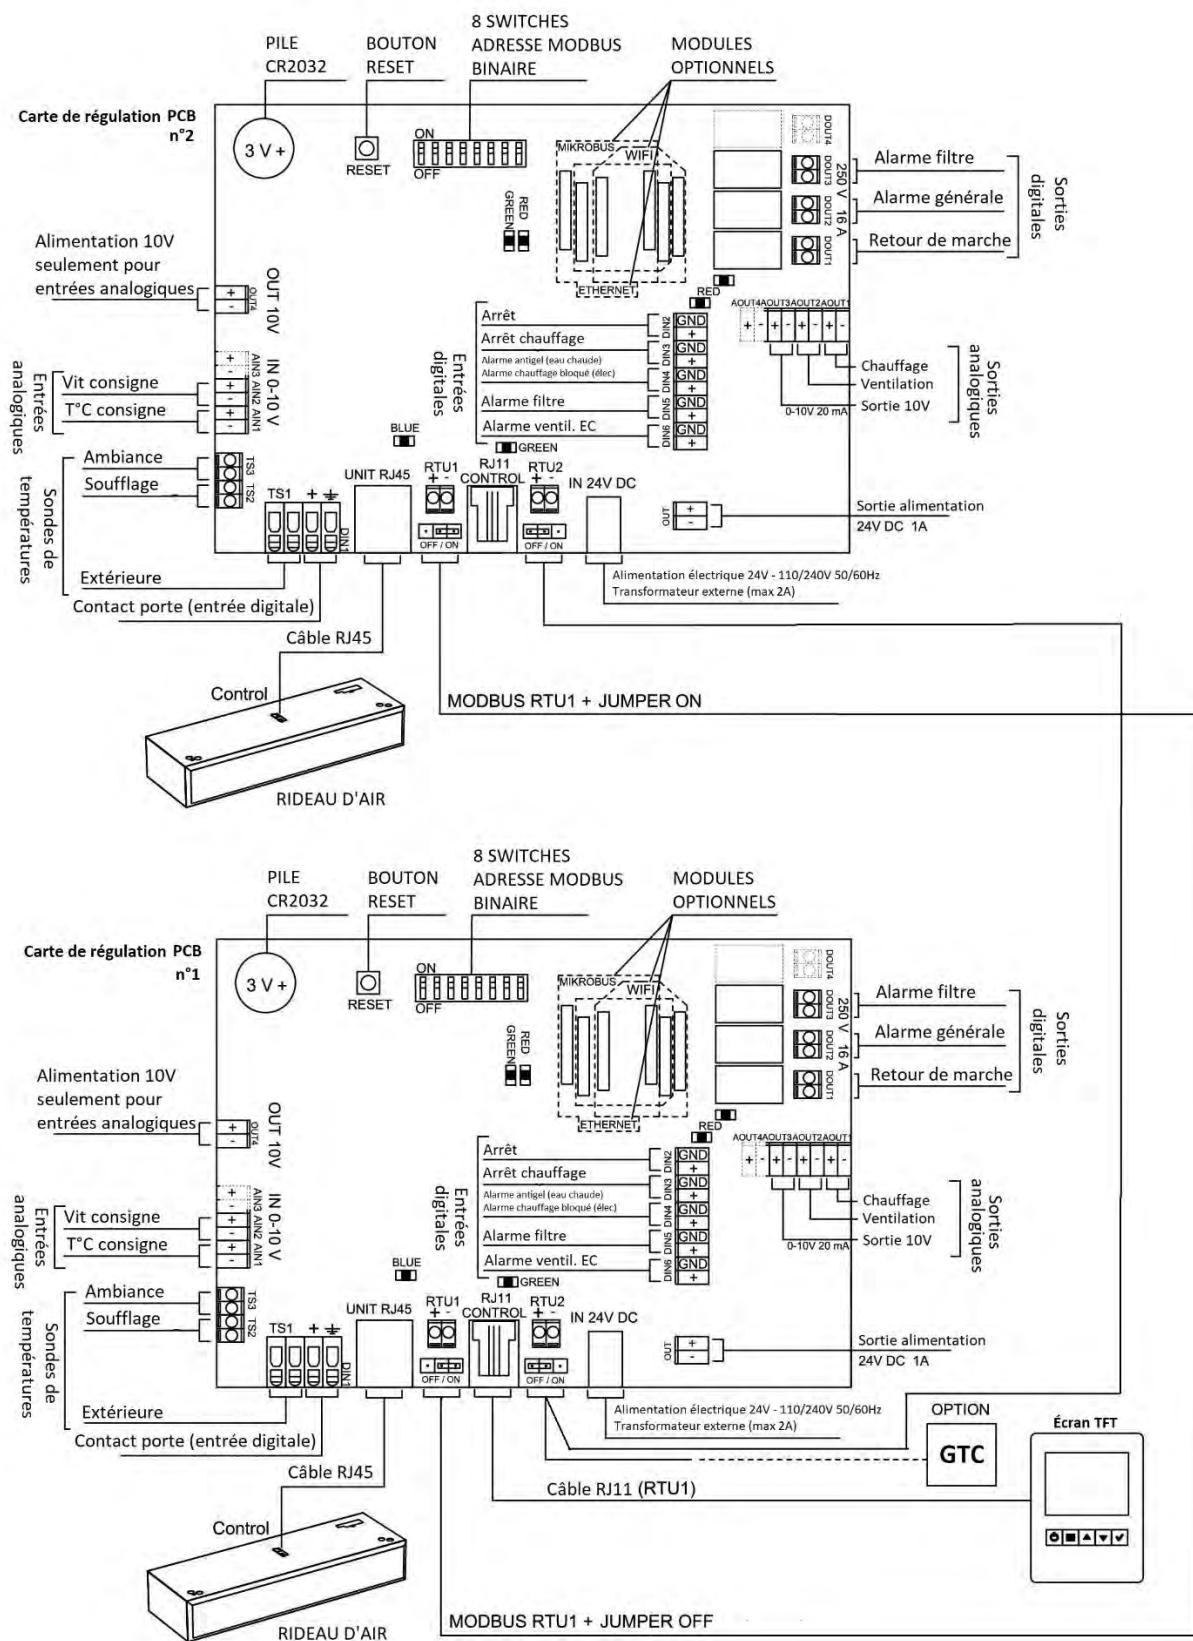 8 SWITCHES
ADRESSE MODBUS
BINAIRE
PILE
CR2032
BOUTON
RESET
MODULES
OPTIONNELS
Carte de régulation PCB
n°2
3 V +
RESET
ON
OFF
MIKROBUS
WIFI
ETHERNET
GREEN
RED
DOUT4
DOUT3
DOUT2
DOUT1
250 V 16 A
Alarme filtre
Alarme générale
Retour de marche
Sorties
digitales
Alimentation 10V
seulement pour
entrées analogiques
+
-
OUT4
OUT 10V
RED
AOUT4 AOUT3 AOUT2 AOUT1
+ - + - + - + -
Chauffage
Ventilation
0-10V 20 mA
Sortie 10V
Sorties
analogiques
Entrées
digitales
Arrêt
Arrêt chauffage
Alarme antigel (eau chaude)
Alarme chauffage bloqué (élec)
Alarme filtre
Alarme ventil. EC
DIN2
DIN3
DIN4
DIN5
DIN6
GND
+
GND
+
GND
+
GND
+
GND
+
Entrées
analogiques
Vit consigne
T°C consigne
+
-
+
-
+
-
AIN3 AIN2 AIN1
IN 0-10 V
BLUE
GREEN
Ambiance
Soufflage
TS3
TS2
Sondes de
températures
TS1
+
DIN1
UNIT RJ45
RTU1
+ -
OFF / ON
RJ11
CONTROL
RTU2
+ -
OFF / ON
IN 24V DC
OUT
+
-
Sortie alimentation
24V DC 1A
Extérieure
Contact porte (entrée digitale)
Alimentation électrique 24V - 110/240V 50/60Hz
Transformateur externe (max 2A)
Câble RJ45
Control
RIDEAU D'AIR
MODBUS RTU1 + JUMPER ON
8 SWITCHES
ADRESSE MODBUS
BINAIRE
PILE
CR2032
BOUTON
RESET
MODULES
OPTIONNELS
Carte de régulation PCB
n°1
3 V +
RESET
ON
OFF
MIKROBUS
WIFI
ETHERNET
GREEN
RED
DOUT4
DOUT3
DOUT2
DOUT1
250 V 16 A
Alarme filtre
Alarme générale
Retour de marche
Sorties
digitales
Alimentation 10V
seulement pour
entrées analogiques
+
-
OUT4
OUT 10V
RED
AOUT4 AOUT3 AOUT2 AOUT1
+ - + - + - + -
Chauffage
Ventilation
0-10V 20 mA
Sortie 10V
Sorties
analogiques
Entrées
digitales
Arrêt
Arrêt chauffage
Alarme antigel (eau chaude)
Alarme chauffage bloqué (élec)
Alarme filtre
Alarme ventil. EC
DIN2
DIN3
DIN4
DIN5
DIN6
GND
+
GND
+
GND
+
GND
+
GND
+
Entrées
analogiques
Vit consigne
T°C consigne
+
-
+
-
+
-
AIN3 AIN2 AIN1
IN 0-10 V
BLUE
GREEN
Ambiance
Soufflage
TS3
TS2
Sondes de
températures
TS1
+
DIN1
UNIT RJ45
RTU1
+ -
OFF / ON
RJ11
CONTROL
RTU2
+ -
OFF / ON
IN 24V DC
OUT
+
-
Sortie alimentation
24V DC 1A
Extérieure
Contact porte (entrée digitale)
Alimentation électrique 24V - 110/240V 50/60Hz
Transformateur externe (max 2A)
OPTION
GTC
Écran TFT
Câble RJ45
Câble RJ11 (RTU1)
Control
RIDEAU D'AIR
MODBUS RTU1 + JUMPER OFF